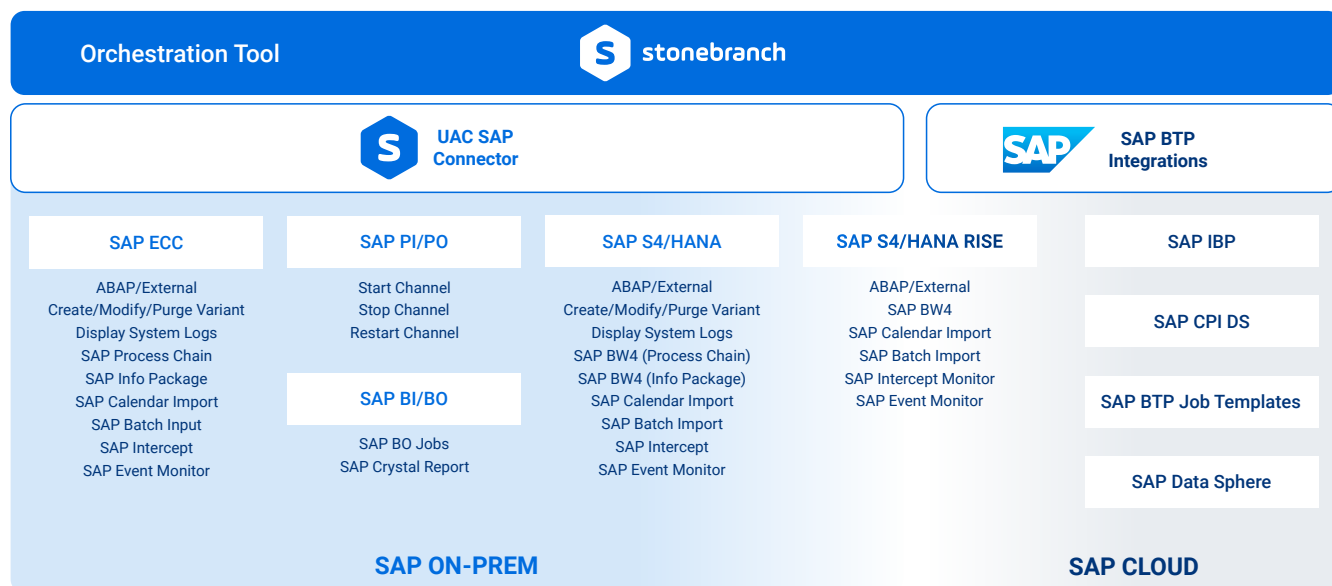 Orchestration Tool
S stonebranch
S
UAC SAP
Connector
SAP
SAP BTP
Integrations
SAP ECC
ABAP/External
Create/Modify/Purge Variant
Display System Logs
SAP Process Chain
SAP Info Package
SAP Calendar Import
SAP Batch Input
SAP Intercept
SAP Event Monitor
SAP PI/PO
Start Channel
Stop Channel
Restart Channel
SAP BI/BO
SAP BO Jobs
SAP Crystal Report
SAP S4/HANA
ABAP/External
Create/Modify/Purge Variant
Display System Logs
SAP BW4 (Process Chain)
SAP BW4 (Info Package)
SAP Calendar Import
SAP Batch Import
SAP Intercept
SAP Event Monitor
SAP S4/HANA RISE
ABAP/External
SAP BW4
SAP Calendar Import
SAP Batch Import
SAP Intercept Monitor
SAP Event Monitor
SAP IBP
SAP CPI DS
SAP BTP Job Templates
SAP Data Sphere
SAP ON-PREM
SAP CLOUD